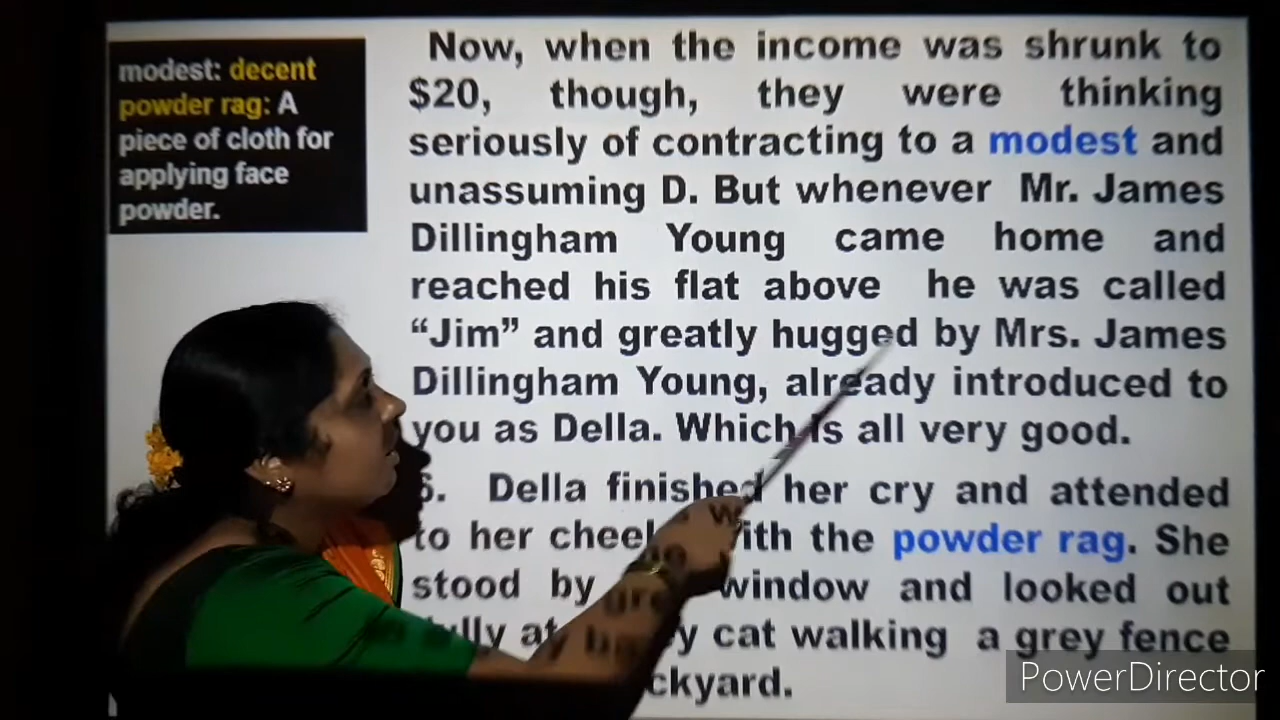 modest: decent
powder rag: A
piece of cloth for
applying face
powder.
Now, when the income was shrunk to
$20, though, they were thinking
seriously of contracting to a modest and
unassuming D. But whenever Mr. James
Dillingham Young came home and
reached his flat above he was called
“Jim” and greatly hugged by Mrs. James
Dillingham Young, already introduced to
you as Della. Which is all very good.
6. Della finished her cry and attended
to her with the powder rag. She
stood by window and looked out
at cat walking a grey fence
PowerDirector